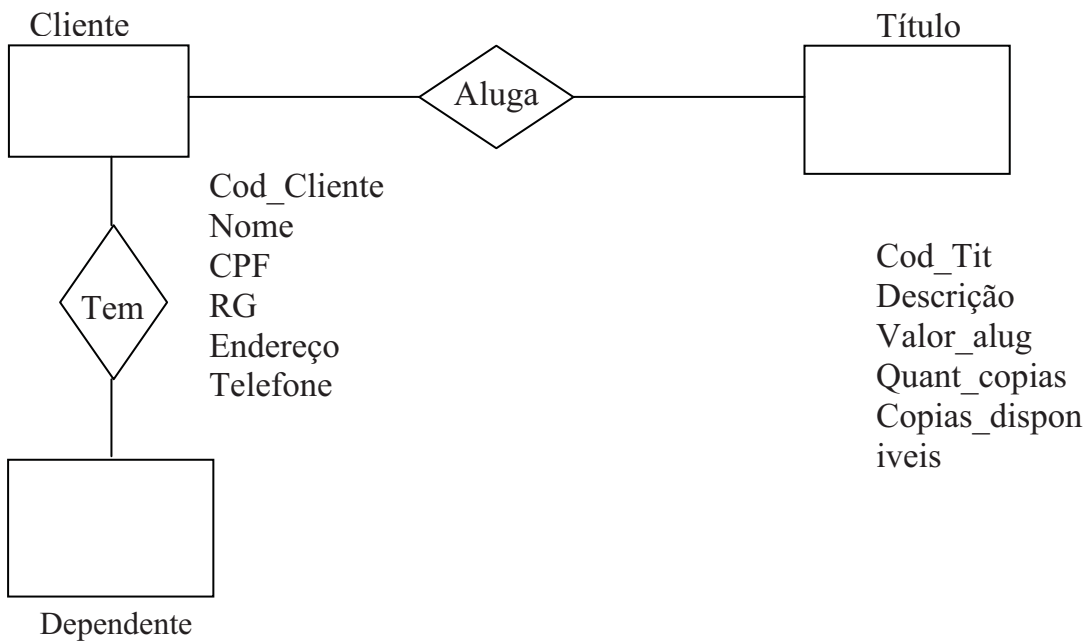 Cliente
Título
Aluga
Cod_Cliente
Nome
CPF
RG
Endereço
Telefone
Tem
Cod_Tit
Descrição
Valor_alug
Quant_copias
Copias_dispon
iveis
Dependente